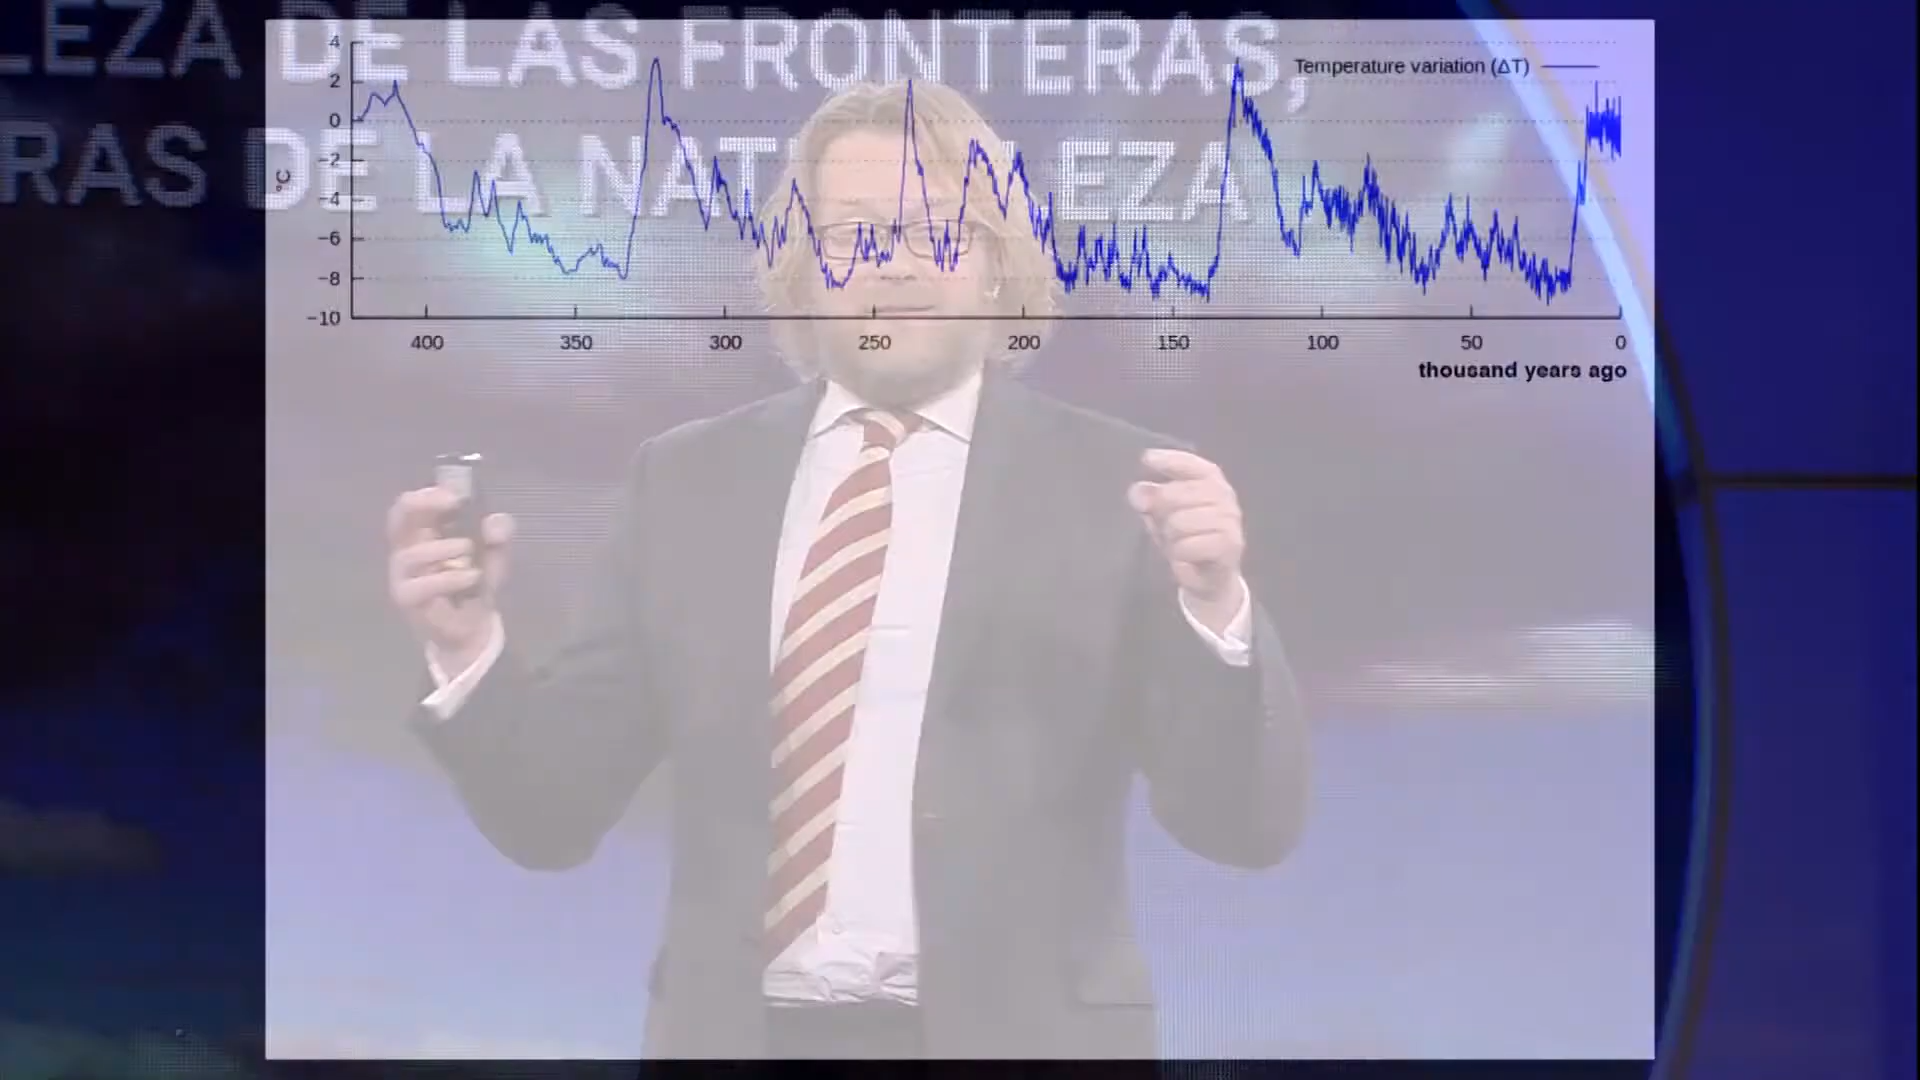 LEZA DE LAS FRONTERAS,
RAS DE LA NAT LEZA
Temperature variation (ΔT)
°C
4
2
0
−2
−4
−6
−8
−10
400 350 300 250 200 150 100 50 0
thousand years ago